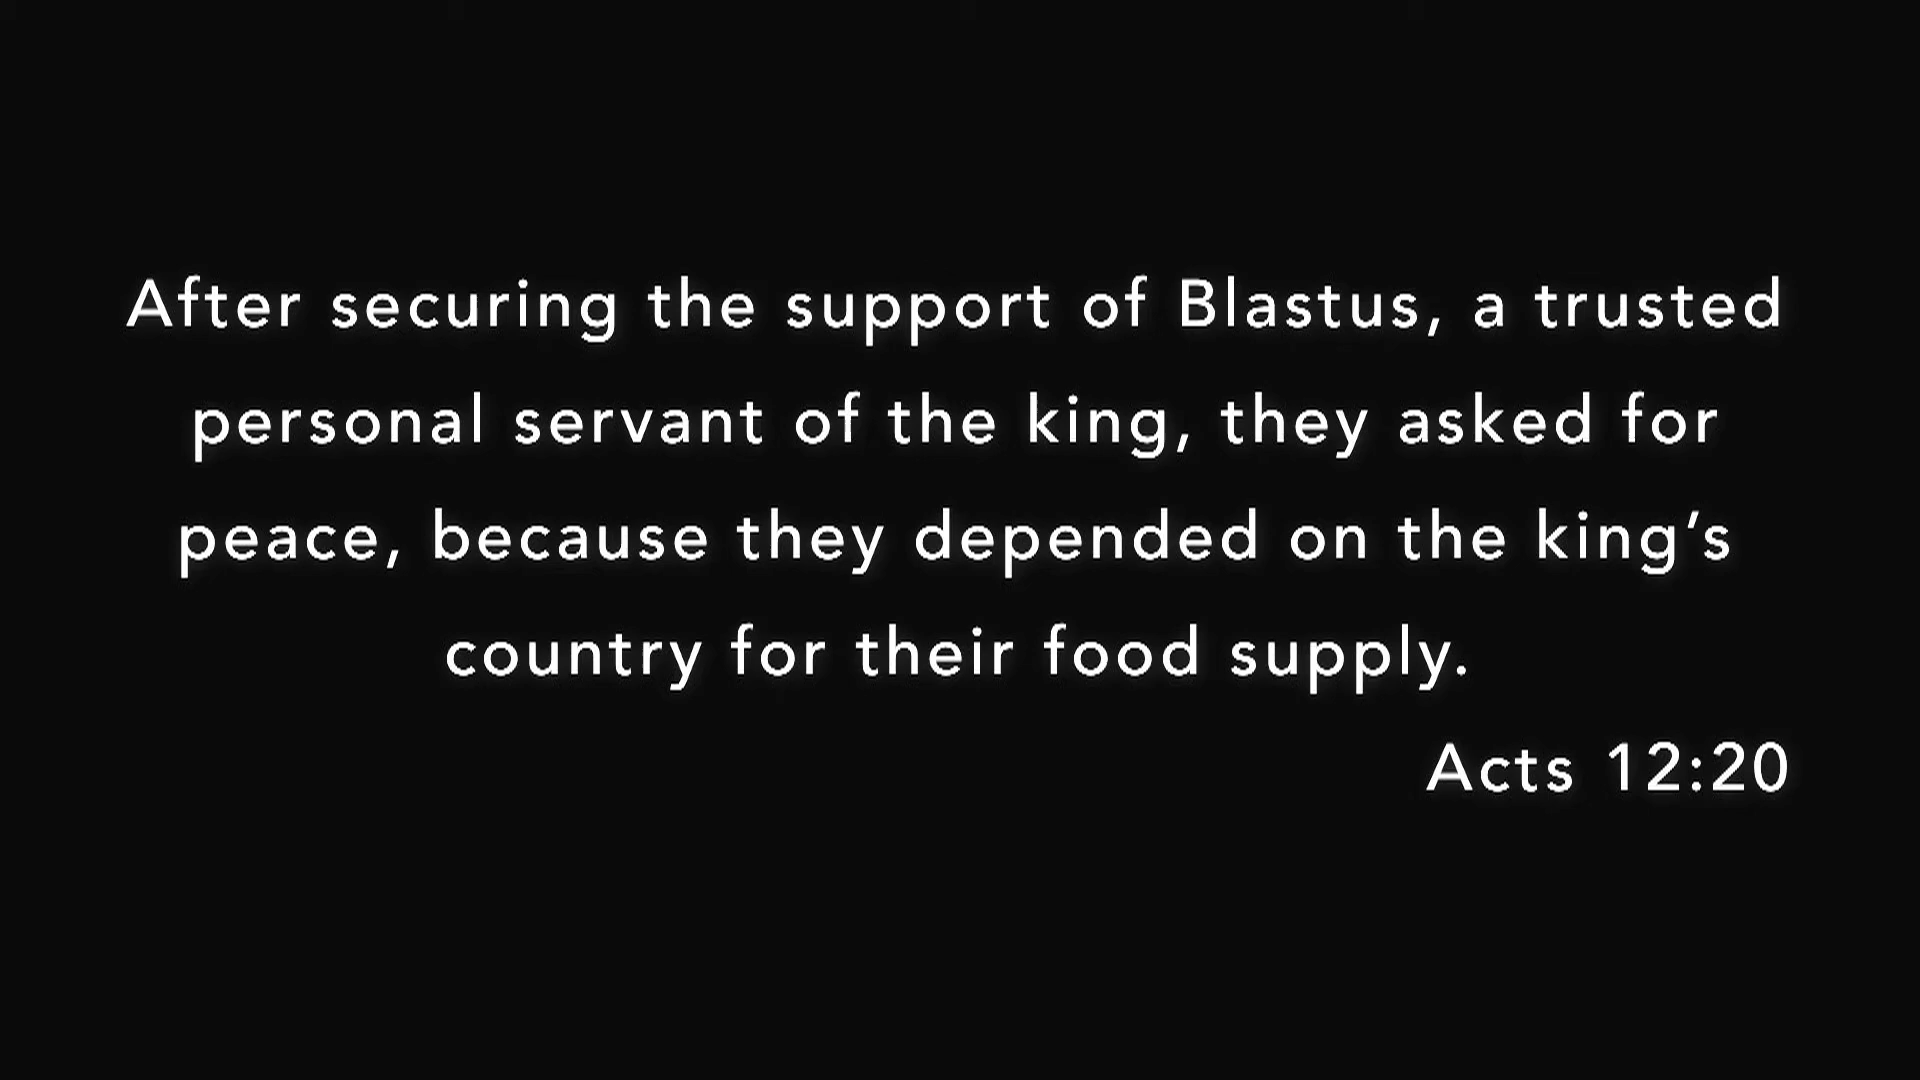 After securing the support of Blastus, a trusted
personal servant of the king, they asked for
peace, because they depended on the king’s
country for their food supply.
Acts 12:20